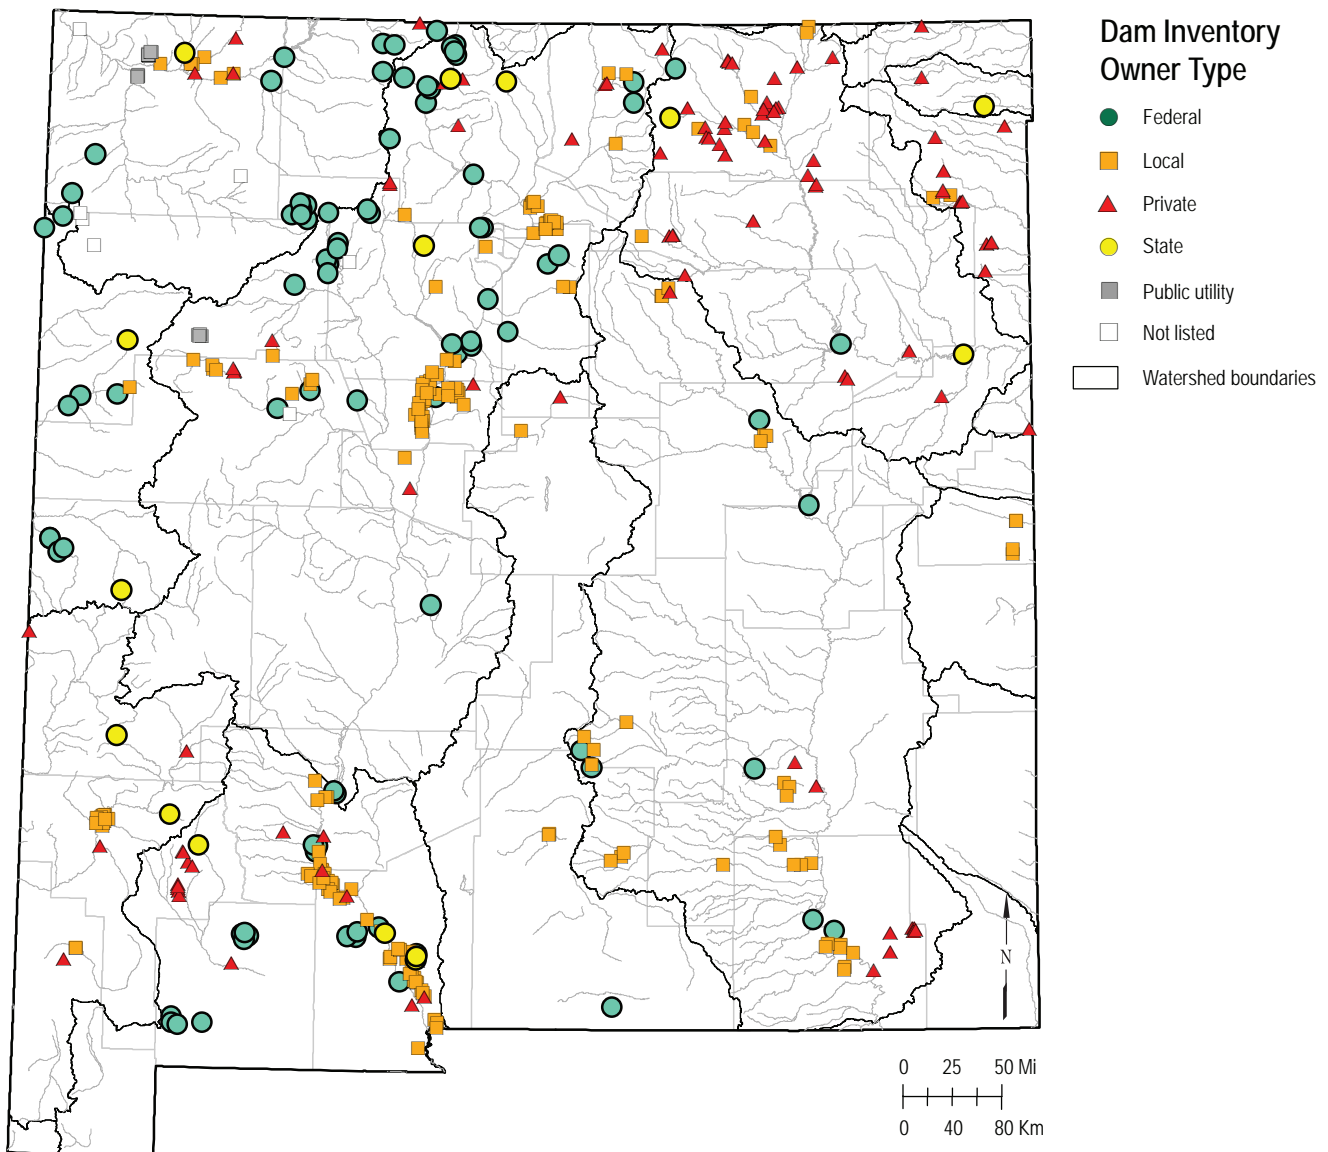 Dam Inventory
Owner Type
Federal
Local
Private
State
Public utility
Not listed
Watershed boundaries
N
0 25 50 Mi
0 40 80 Km